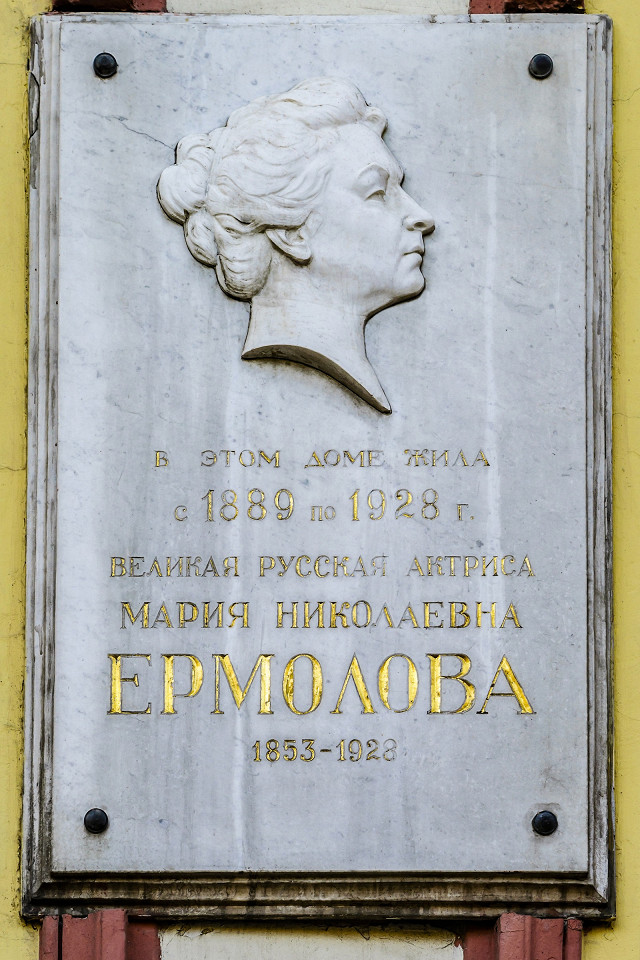 В ЭТОМ ДОМЕ ЖИЛА
с 1889 по 1928 г.
ВЕЛИКАЯ РУССКАЯ АКТРИСА
МАРИЯ НИКОЛАЕВНА
ЕРМОЛОВА
1853-1928